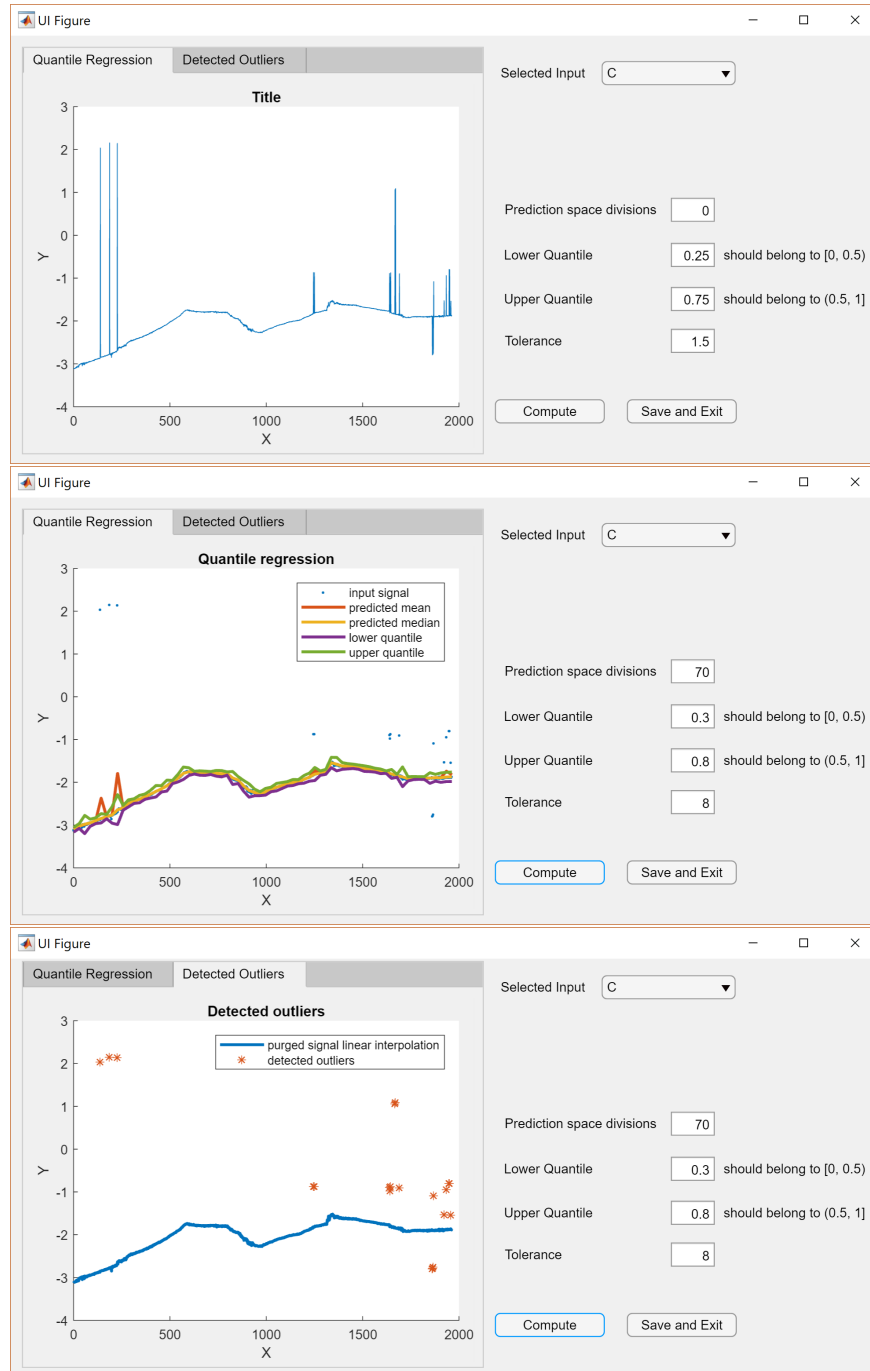 UI Figure
Quantile Regression
Detected Outliers
Title
3
2
1
0
-1
-2
-3
-4
Y
0
500
1000
1500
2000
X
Selected Input C
Prediction space divisions 0
Lower Quantile 0.25 should belong to [0, 0.5)
Upper Quantile 0.75 should belong to (0.5, 1]
Tolerance 1.5
Compute
Save and Exit
UI Figure
Quantile Regression
Detected Outliers
Quantile regression
3
2
1
0
-1
-2
-3
-4
Y
input signal
predicted mean
predicted median
lower quantile
upper quantile
0
500
1000
1500
2000
X
Selected Input C
Prediction space divisions 70
Lower Quantile 0.3 should belong to [0, 0.5)
Upper Quantile 0.8 should belong to (0.5, 1]
Tolerance 8
Compute
Save and Exit
UI Figure
Quantile Regression
Detected Outliers
Detected outliers
3
2
1
0
-1
-2
-3
-4
Y
purged signal linear interpolation
detected outliers
0
500
1000
1500
2000
X
Selected Input C
Prediction space divisions 70
Lower Quantile 0.3 should belong to [0, 0.5)
Upper Quantile 0.8 should belong to (0.5, 1]
Tolerance 8
Compute
Save and Exit